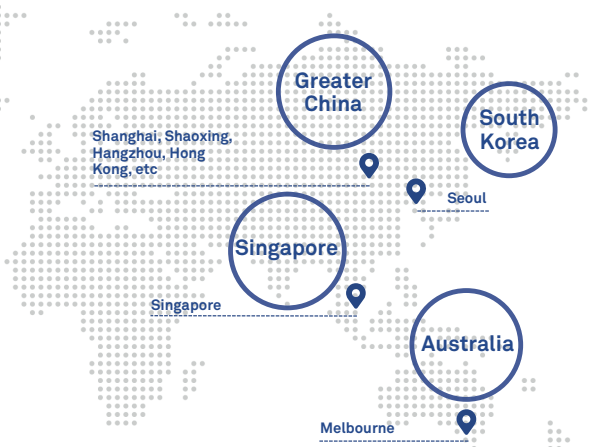 Greater
China
South
Korea
Shanghai, Shaoxing,
Hangzhou, Hong
Kong, etc
Seoul
Singapore
Singapore
Australia
Melbourne